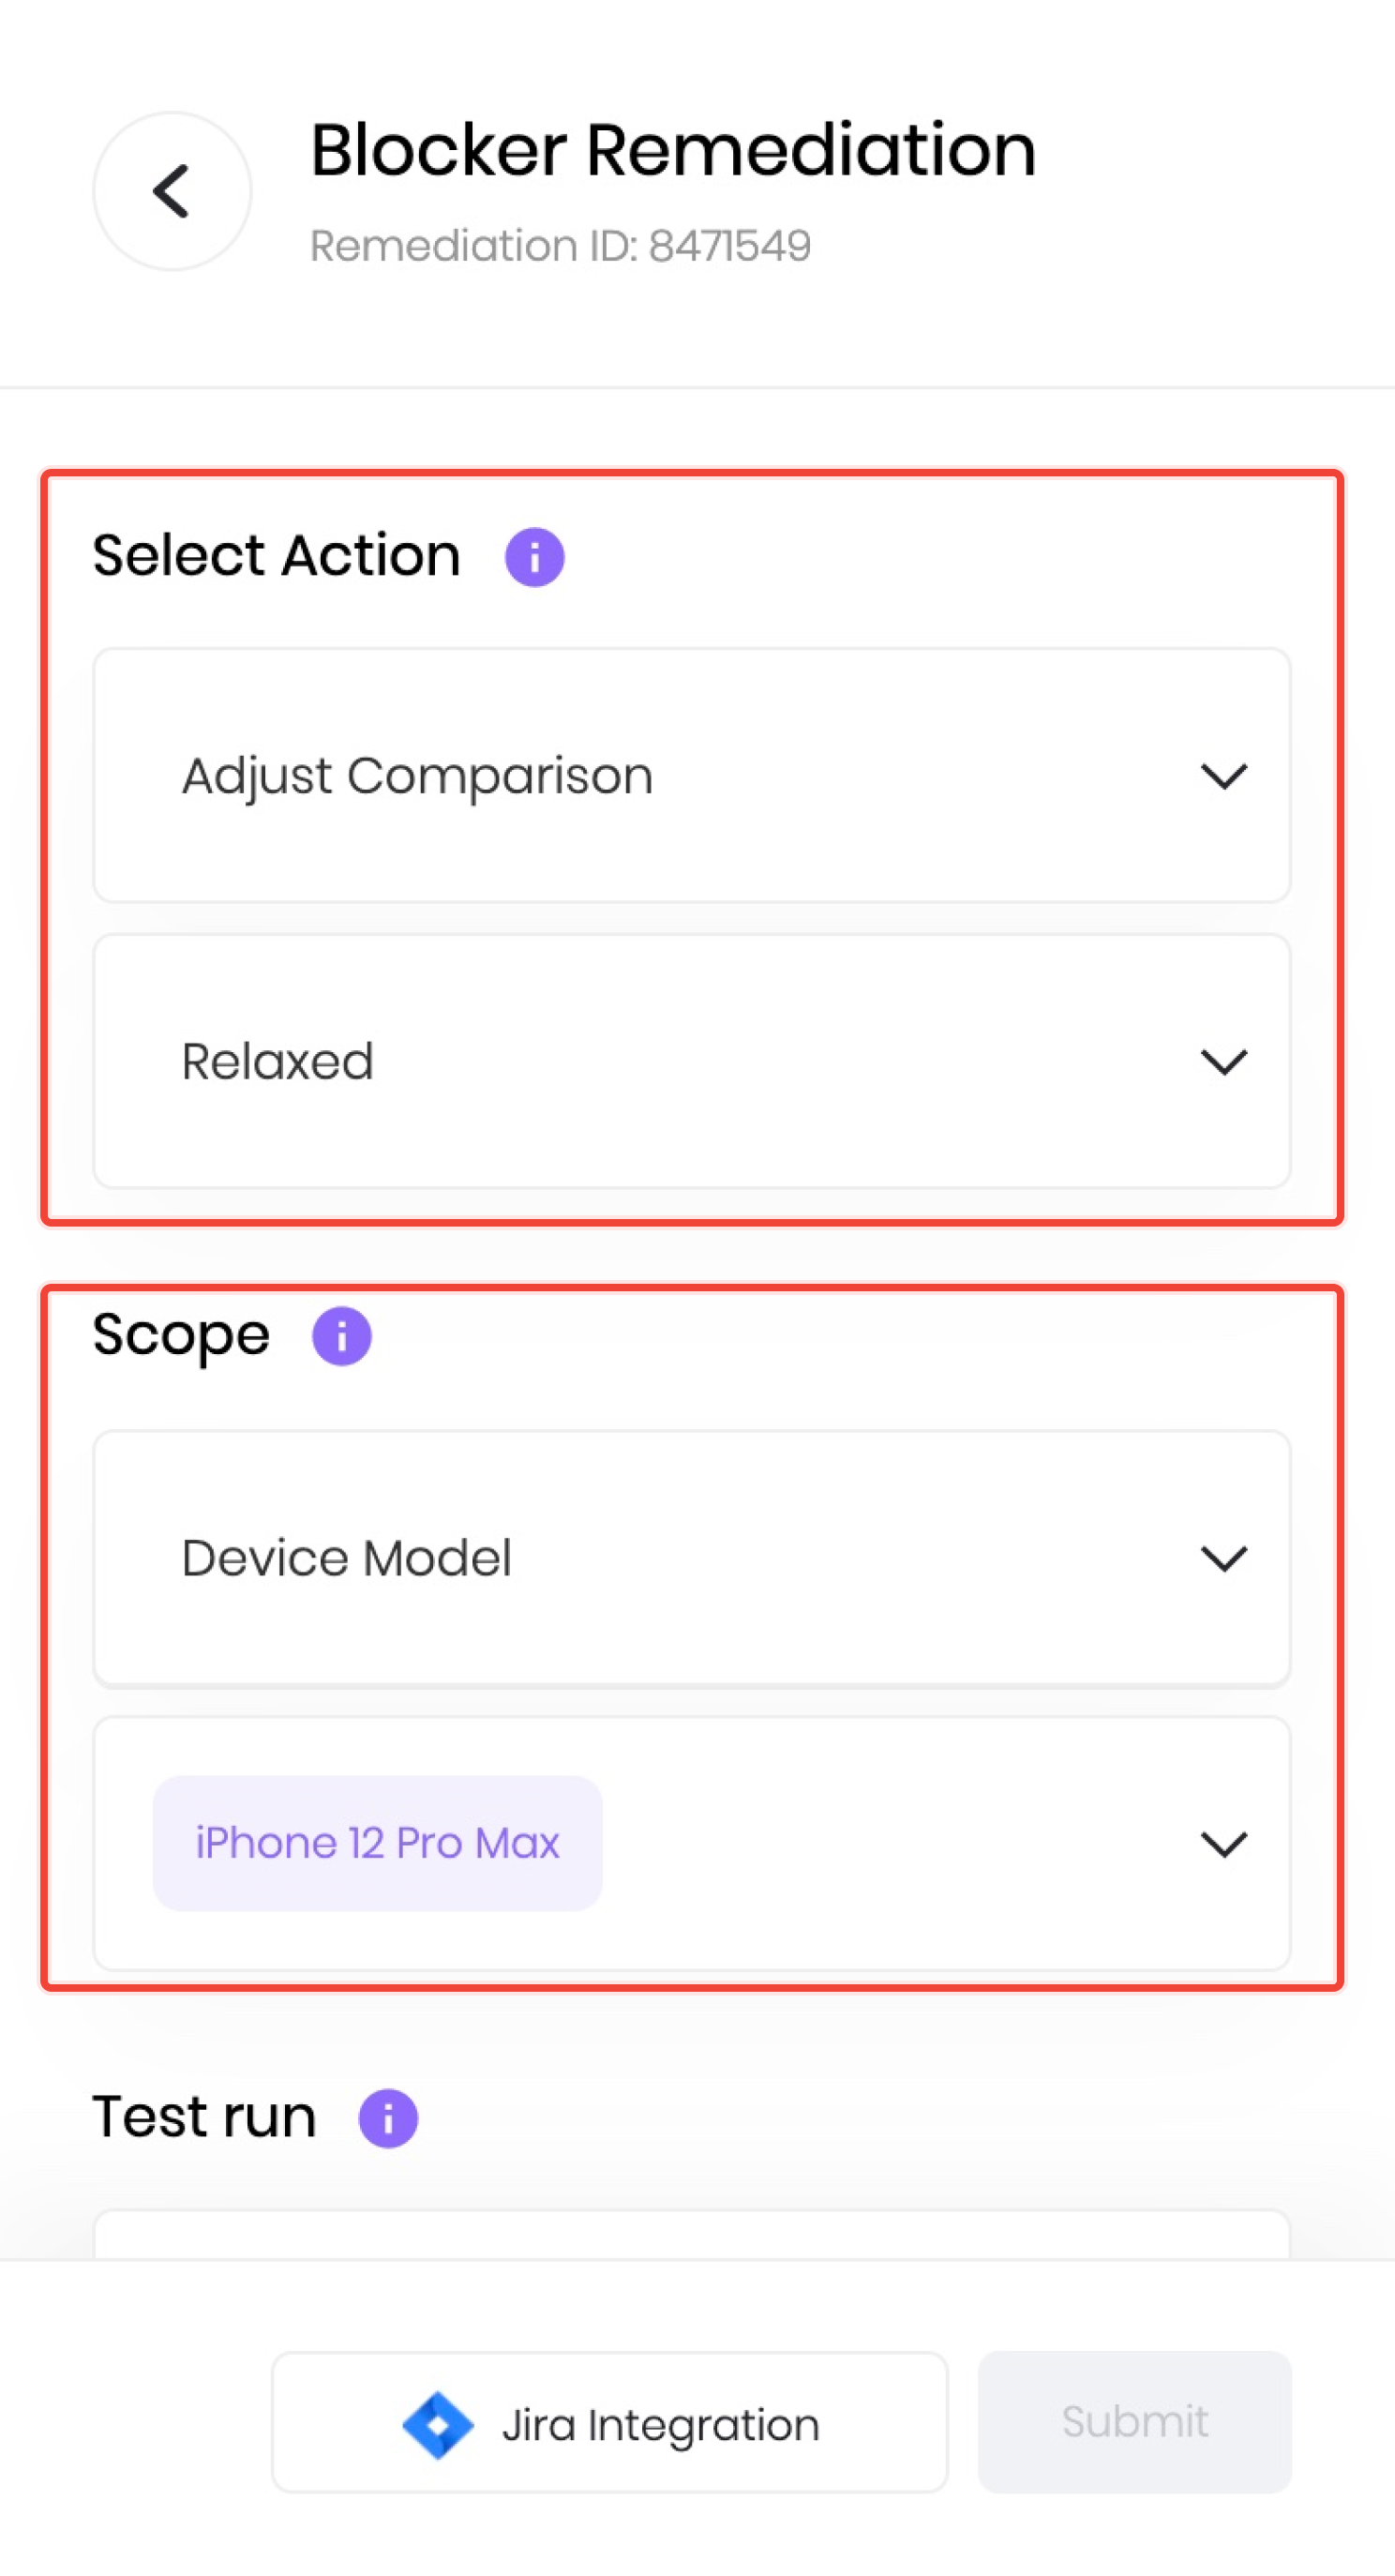 Blocker Remediation
Remediation ID: 8471549
Select Action
Adjust Comparison
Relaxed
Scope
Device Model
iPhone 12 Pro Max
Test run
Jira Integration
Submit